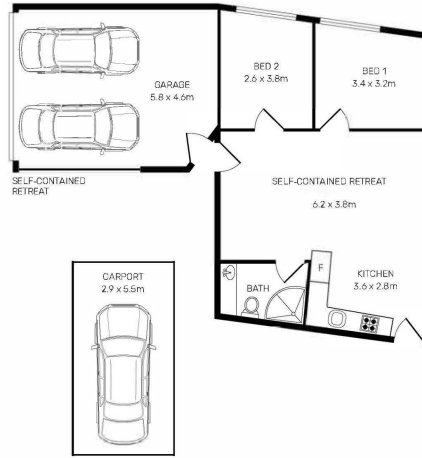 GARAGE
5.8 x 4.6m
BED 2
2.6 x 3.8m
BED 1
3.4 x 3.2m
SELF-CONTAINED
RETREAT
SELF-CONTAINED RETREAT
6.2 x 3.8m
CARPORT
2.9 x 5.5m
BATH
F
KITCHEN
3.6 x 2.8m